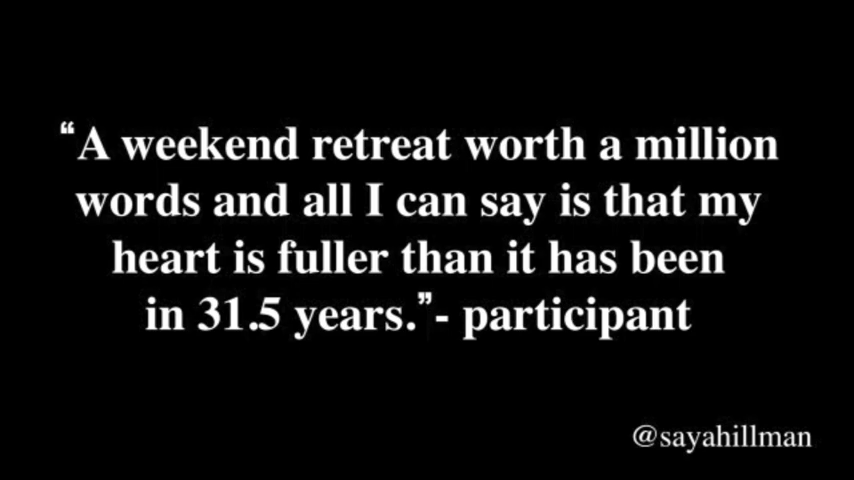 “A weekend retreat worth a million
words and all I can say is that my
heart is fuller than it has been
in 31.5 years.”- participant
@sayahillman